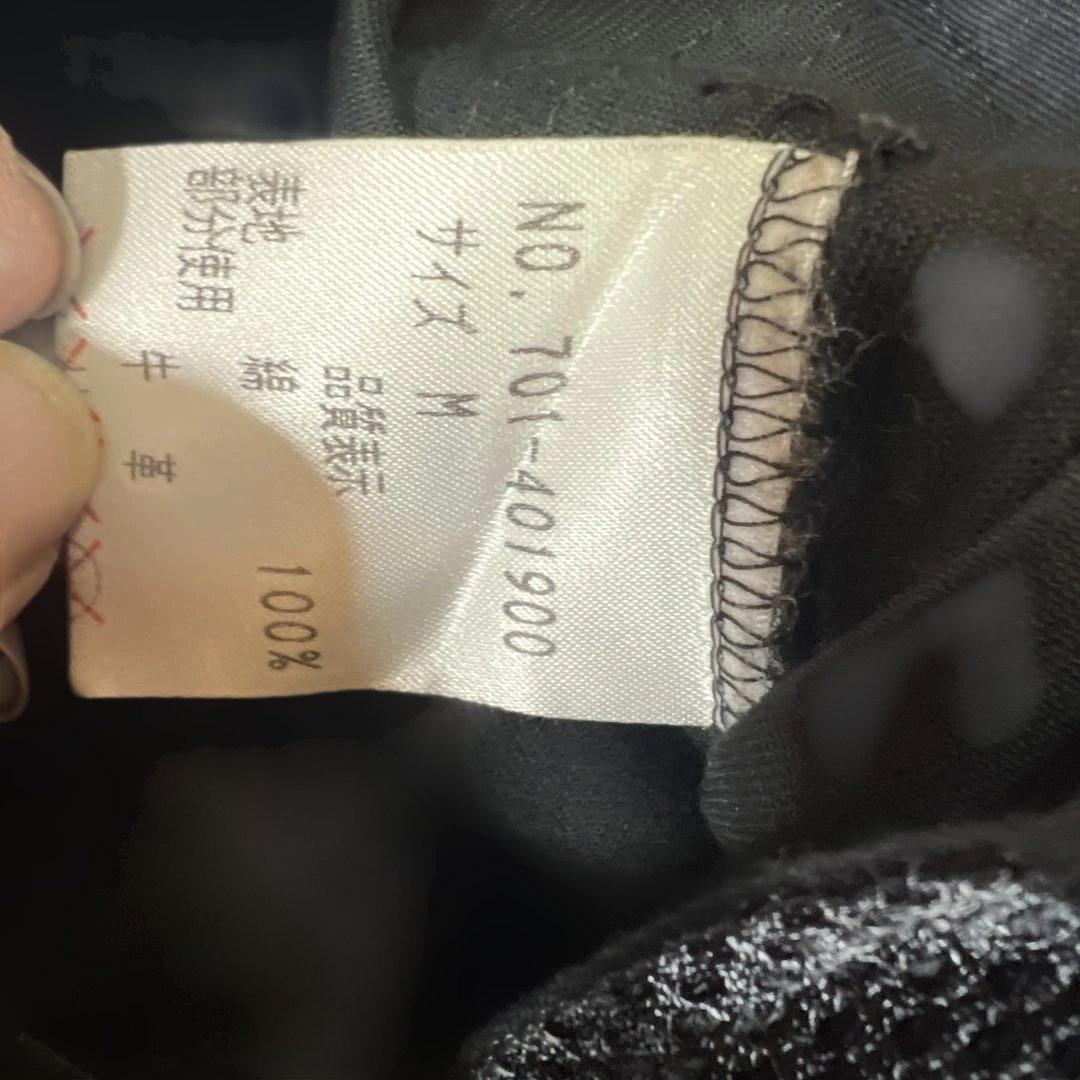 NO. 701-401900
サイズ M
品質表示
表地 綿 100%
部分使用 牛 革